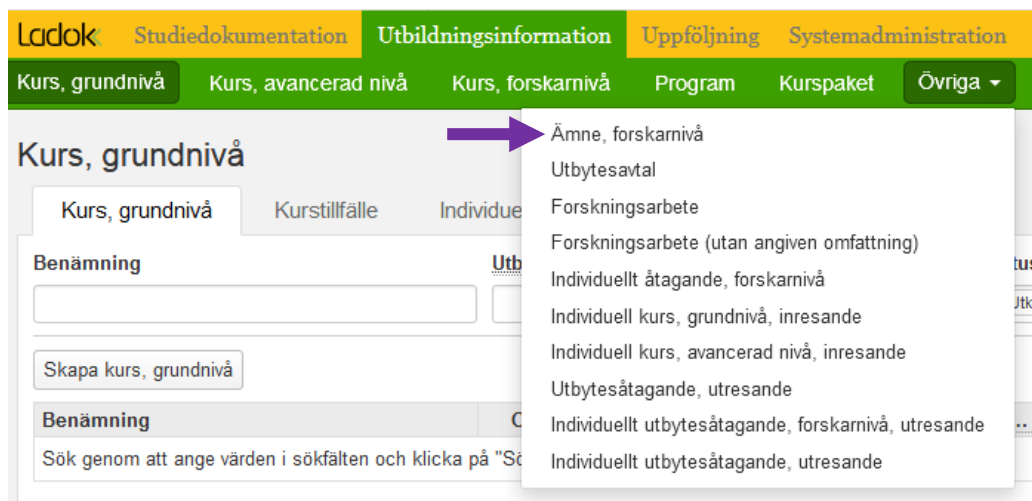 Ladok Studiedokumentation Utbildningsinformation Uppföljning Systemadministration
Kurs, grundnivå Kurs, avancerad nivå Kurs, forskarnivå Program Kurspaket Övriga
Kurs, grundnivå
Kurs, grundnivå Kurstillfälle Individue
Benämning Utb tus
Utk
Skapa kurs, grundnivå
Benämning ...
Sök genom att ange värden i sökfälten och klicka på "Sö
Ämne, forskarnivå
Utbytesavtal
Forskningsarbete
Forskningsarbete (utan angiven omfattning)
Individuellt åtagande, forskarnivå
Individuell kurs, grundnivå, inresande
Individuell kurs, avancerad nivå, inresande
Utbytesåtagande, utresande
Individuellt utbytesåtagande, forskarnivå, utresande
Individuellt utbytesåtagande, utresande